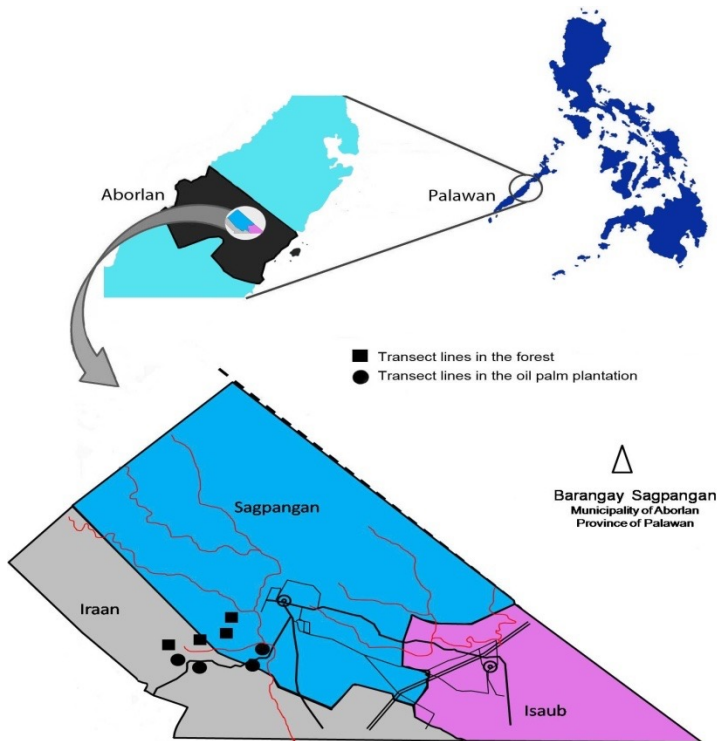 Aborlan
Palawan
Transect lines in the forest
Transect lines in the oil palm plantation
Barangay Sagpangan
Municipality of Aborlan
Province of Palawan
Sagpangan
Iraan
Isaub